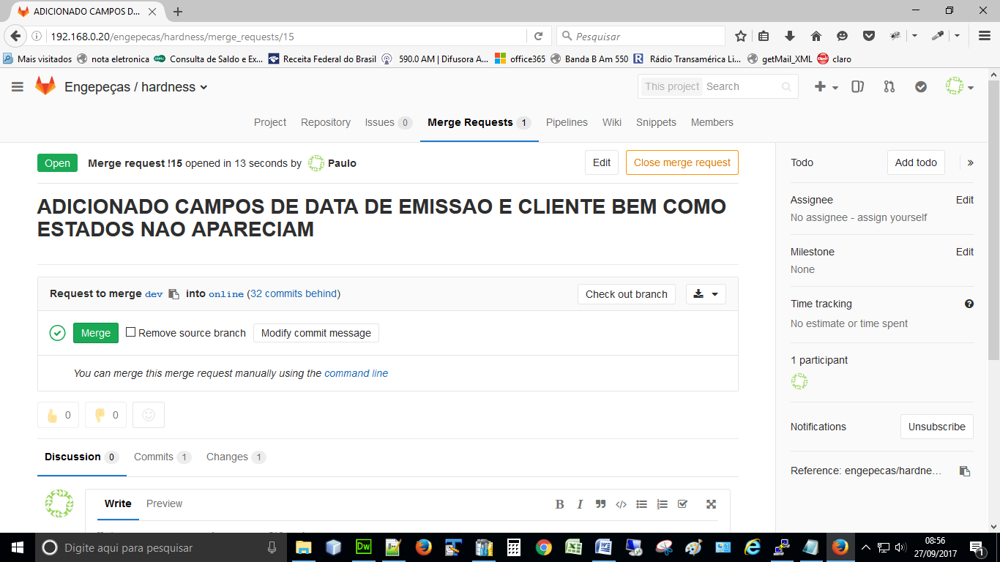 ADICIONADO CAMPOS D...
192.168.0.20/engepecas/hardness/merge_requests/15
Pesquisar
Mais visitados nota eletronica Consulta de Saldo e Ex... Receita Federal do Brasil 590.0 AM | Difusora A... office365 Banda B Am 550 Rádio Transamérica Li... getMail_XML claro
Engepeças / hardness This project Search
Project Repository Issues 0 Merge Requests 1 Pipelines Wiki Snippets Members
Open Merge request !15 opened in 13 seconds by Paulo Edit Close merge request
Todo Add todo »
ADICIONADO CAMPOS DE DATA DE EMISSAO E CLIENTE BEM COMO
ESTADOS NAO APARECIAM
Assignee Edit
No assignee - assign yourself
Milestone Edit
None
Request to merge dev into online (32 commits behind) Check out branch
Merge Remove source branch Modify commit message
You can merge this merge request manually using the command line
Time tracking
No estimate or time spent
1 participant
0 0
Notifications Unsubscribe
Discussion 0 Commits 1 Changes 1
Reference: engepecas/hardne...
Write Preview
B I
Digite aqui para pesquisar
08:56
27/09/2017
1